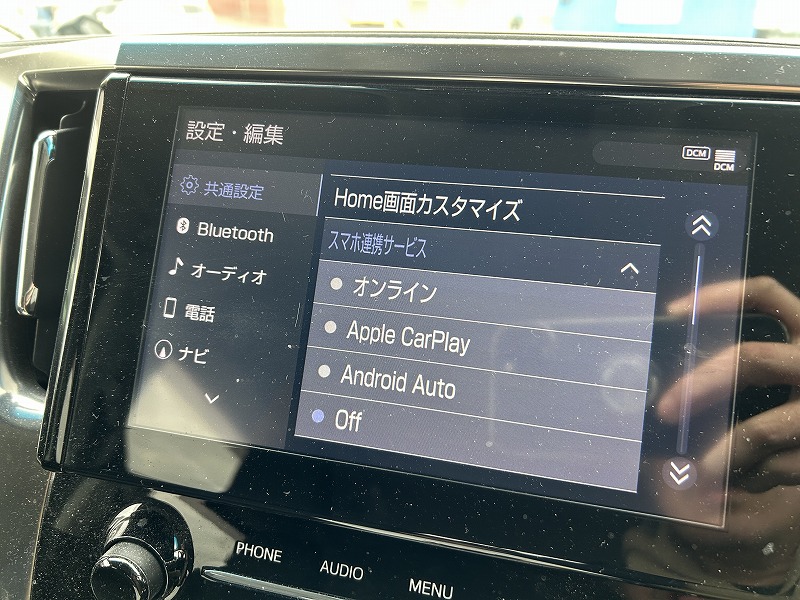 設定・編集
DCM
DCM
共通設定
Bluetooth
オーディオ
電話
ナビ
Home画面カスタマイズ
スマホ連携サービス
オンライン
Apple CarPlay
Android Auto
Off
PHONE
AUDIO
MENU